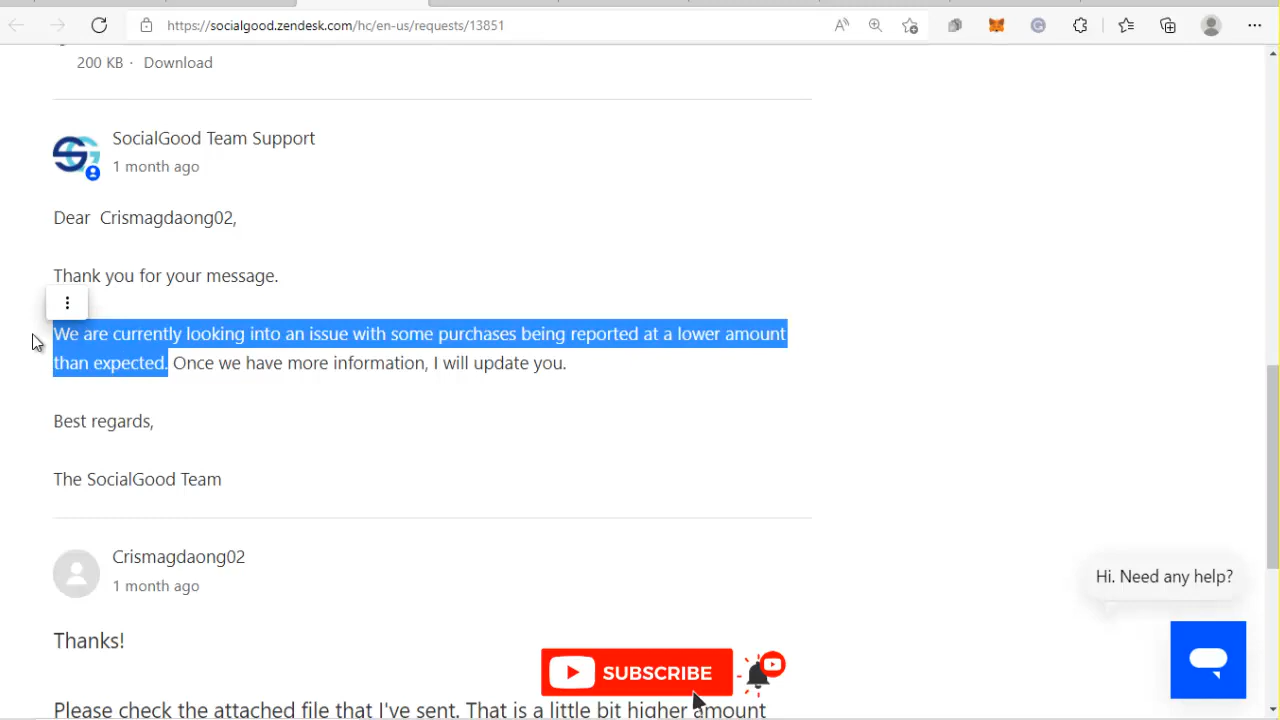 https://socialgood.zendesk.com/hc/en-us/requests/13851
200 KB · Download
SocialGood Team Support
1 month ago
Dear Crismagdaong02,
Thank you for your message.
We are currently looking into an issue with some purchases being reported at a lower amount
than expected. Once we have more information, I will update you.
Best regards,
The SocialGood Team
Crismagdaong02
1 month ago
Hi. Need any help?
Thanks!
SUBSCRIBE
Please check the attached file that I've sent. That is a little bit higher amount